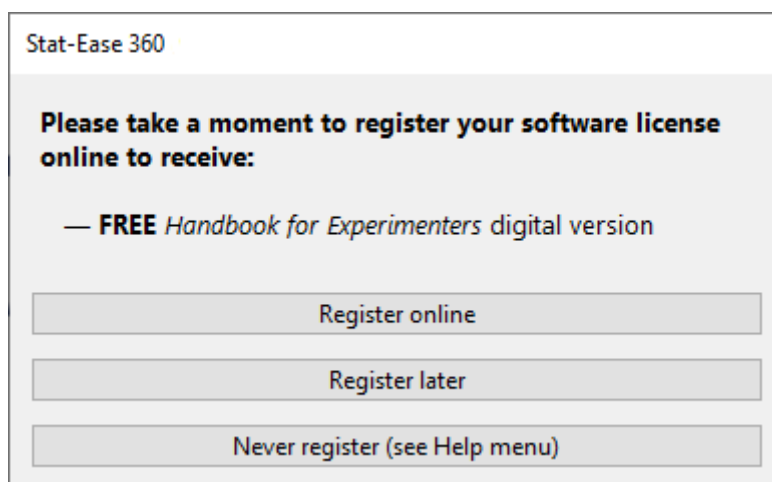 Stat-Ease 360
Please take a moment to register your software license
online to receive:
— FREE Handbook for Experimenters digital version
Register online
Register later
Never register (see Help menu)